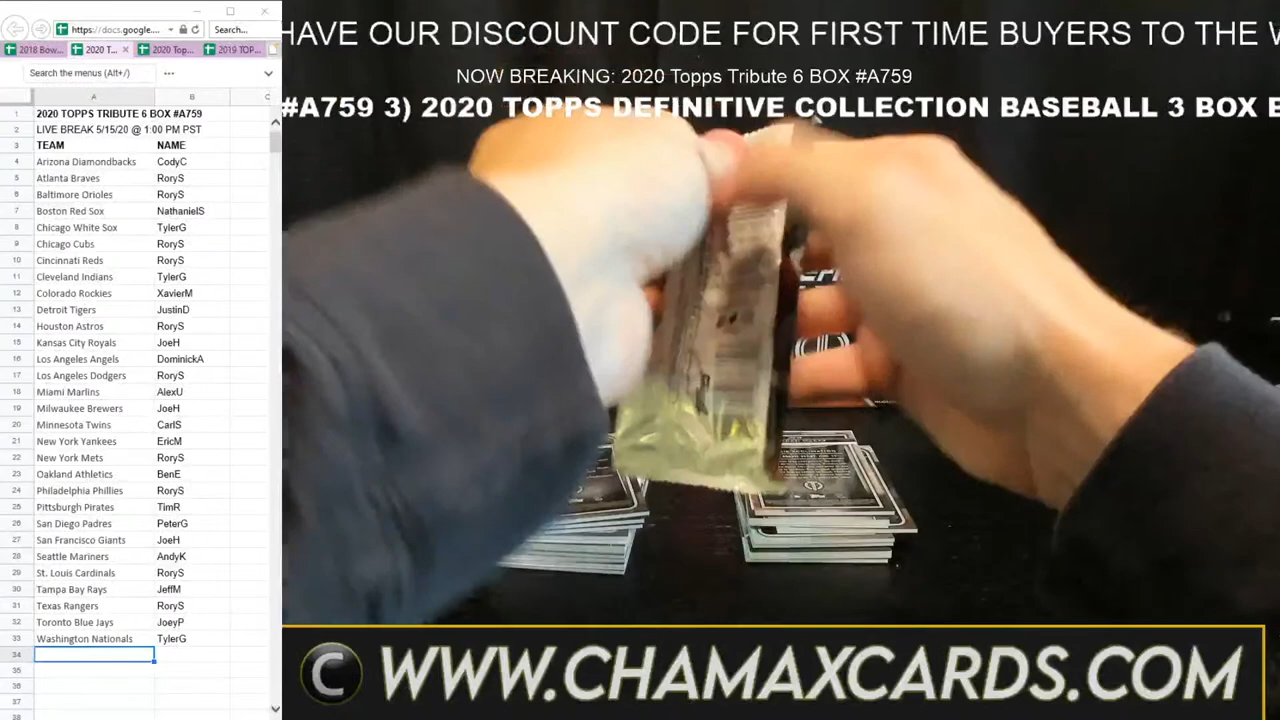 https://docs.google....
Search...
2018 Bow...
2020 T...
2020 Top...
2019 TOP...
Search the menus (Alt+/)
A B C
1 2020 TOPPS TRIBUTE 6 BOX #A759
2 LIVE BREAK 5/15/20 @ 1:00 PM PST
3 TEAM NAME
4 Arizona Diamondbacks CodyC
5 Atlanta Braves RoryS
6 Baltimore Orioles RoryS
7 Boston Red Sox NathanielS
8 Chicago White Sox TylerG
9 Chicago Cubs RoryS
10 Cincinnati Reds RoryS
11 Cleveland Indians TylerG
12 Colorado Rockies XavierM
13 Detroit Tigers JustinD
14 Houston Astros RoryS
15 Kansas City Royals JoeH
16 Los Angeles Angels DominickA
17 Los Angeles Dodgers RoryS
18 Miami Marlins AlexU
19 Milwaukee Brewers JoeH
20 Minnesota Twins CarlS
21 New York Yankees EricM
22 New York Mets RoryS
23 Oakland Athletics BenE
24 Philadelphia Phillies RoryS
25 Pittsburgh Pirates TimR
26 San Diego Padres PeterG
27 San Francisco Giants JoeH
28 Seattle Mariners AndyK
29 St. Louis Cardinals RoryS
30 Tampa Bay Rays JeffM
31 Texas Rangers RoryS
32 Toronto Blue Jays JoeyP
33 Washington Nationals TylerG
34
35
36
37
38
HAVE OUR DISCOUNT CODE FOR FIRST TIME BUYERS TO THE W
NOW BREAKING: 2020 Topps Tribute 6 BOX #A759
#A759 3) 2020 TOPPS DEFINITIVE COLLECTION BASEBALL 3 BOX B
C WWW.CHAMAXCARDS.COM